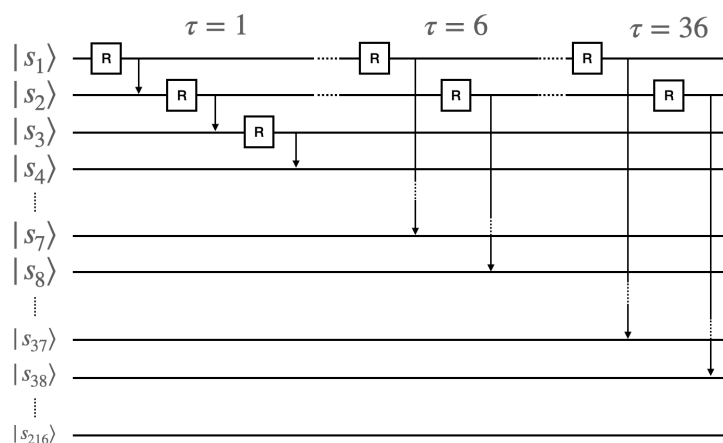 τ = 1 τ = 6 τ = 36
|s₁⟩ R R R
|s₂⟩ R R R
|s₃⟩ R
|s₄⟩
|s₇⟩
|s₈⟩
|s₃₇⟩
|s₃₈⟩
|s₂₁₆⟩